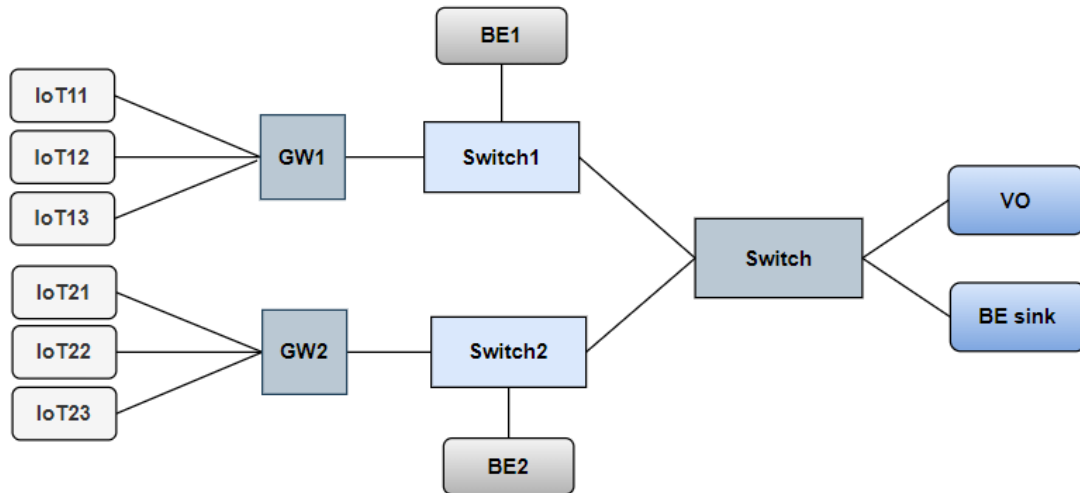 BE1
IoT11
IoT12
IoT13
GW1
Switch1
VO
Switch
BE sink
IoT21
IoT22
IoT23
GW2
Switch2
BE2